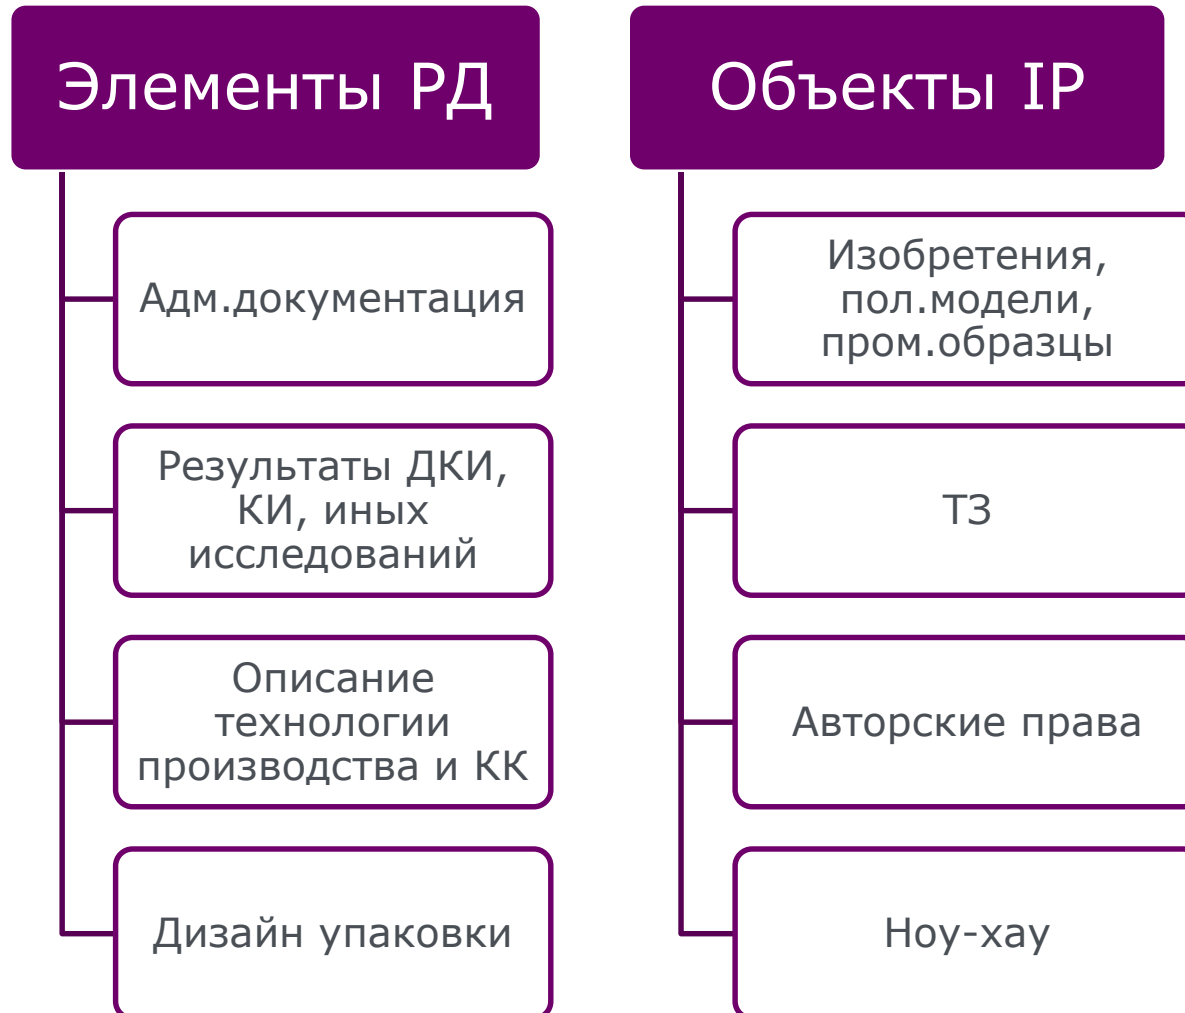 Элементы РД
Адм.документация
Результаты ДКИ,
КИ, иных
исследований
Описание
технологии
производства и КК
Дизайн упаковки
Объекты IP
Изобретения,
пол.модели,
пром.образцы
ТЗ
Авторские права
Ноу-хау